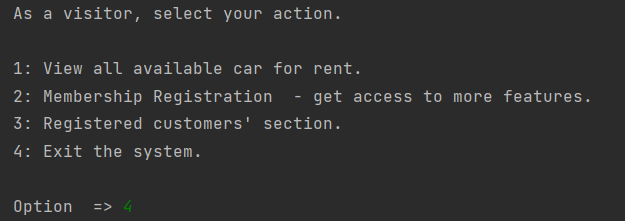 As a visitor, select your action.
1: View all available car for rent.
2: Membership Registration  - get access to more features.
3: Registered customers' section.
4: Exit the system.
Option  => 4